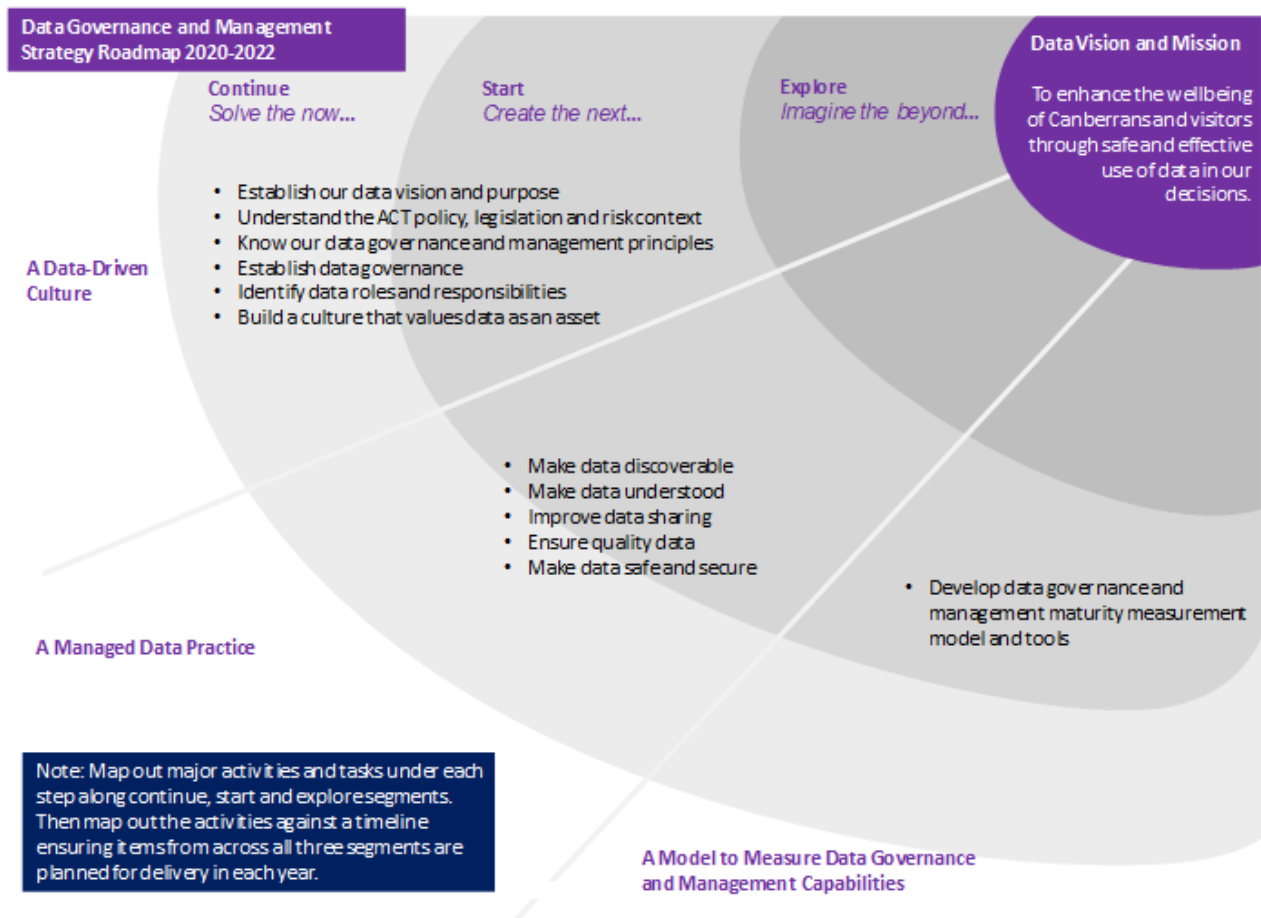 Data Governance and Management
Strategy Roadmap 2020-2022
Continue
Solve the now...
Start
Create the next...
Explore
Imagine the beyond...
Data Vision and Mission
To enhance the wellbeing
of Canberrans and visitors
through safe and effective
use of data in our
decisions.
A Data-Driven
Culture
• Establish our data vision and purpose
• Understand the ACT policy, legislation and risk context
• Know our data governance and management principles
• Establish data governance
• Identify data roles and responsibilities
• Build a culture that values data as an asset
• Make data discoverable
• Make data understood
• Improve data sharing
• Ensure quality data
• Make data safe and secure
• Develop data governance and
management maturity measurement
model and tools
A Managed Data Practice
Note: Map out major activities and tasks under each
step along continue, start and explore segments.
Then map out the activities against a timeline
ensuring items from across all three segments are
planned for delivery in each year.
A Model to Measure Data Governance
and Management Capabilities